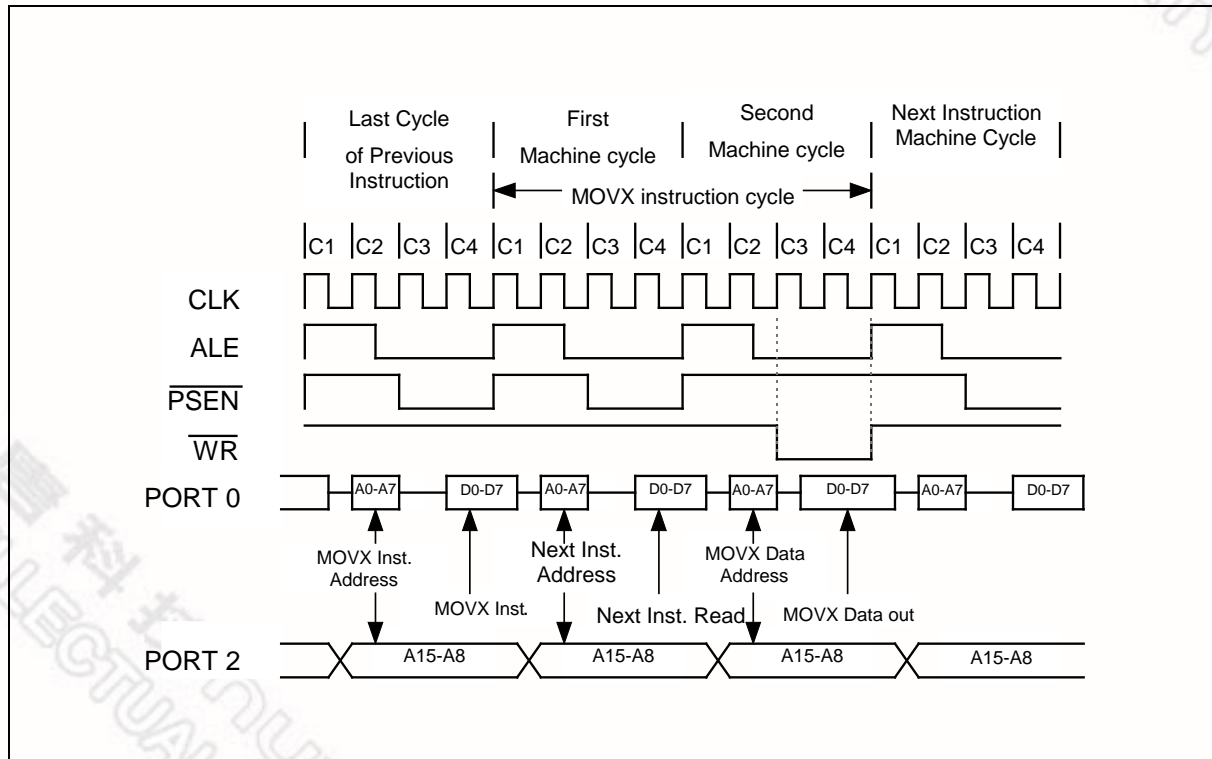 Last Cycle
of Previous
Instruction
First
Machine cycle
Second
Machine cycle
Next Instruction
Machine Cycle
MOVX instruction cycle
C1 C2 C3 C4 C1 C2 C3 C4 C1 C2 C3 C4 C1 C2 C3 C4
CLK
ALE
PSEN
WR
PORT 0
A0-A7 D0-D7 A0-A7 D0-D7 A0-A7 D0-D7 A0-A7 D0-D7
MOVX Inst.
Address
MOVX Inst.
Next Inst.
Address
Next Inst. Read
MOVX Data
Address
MOVX Data out
PORT 2
A15-A8 A15-A8 A15-A8 A15-A8